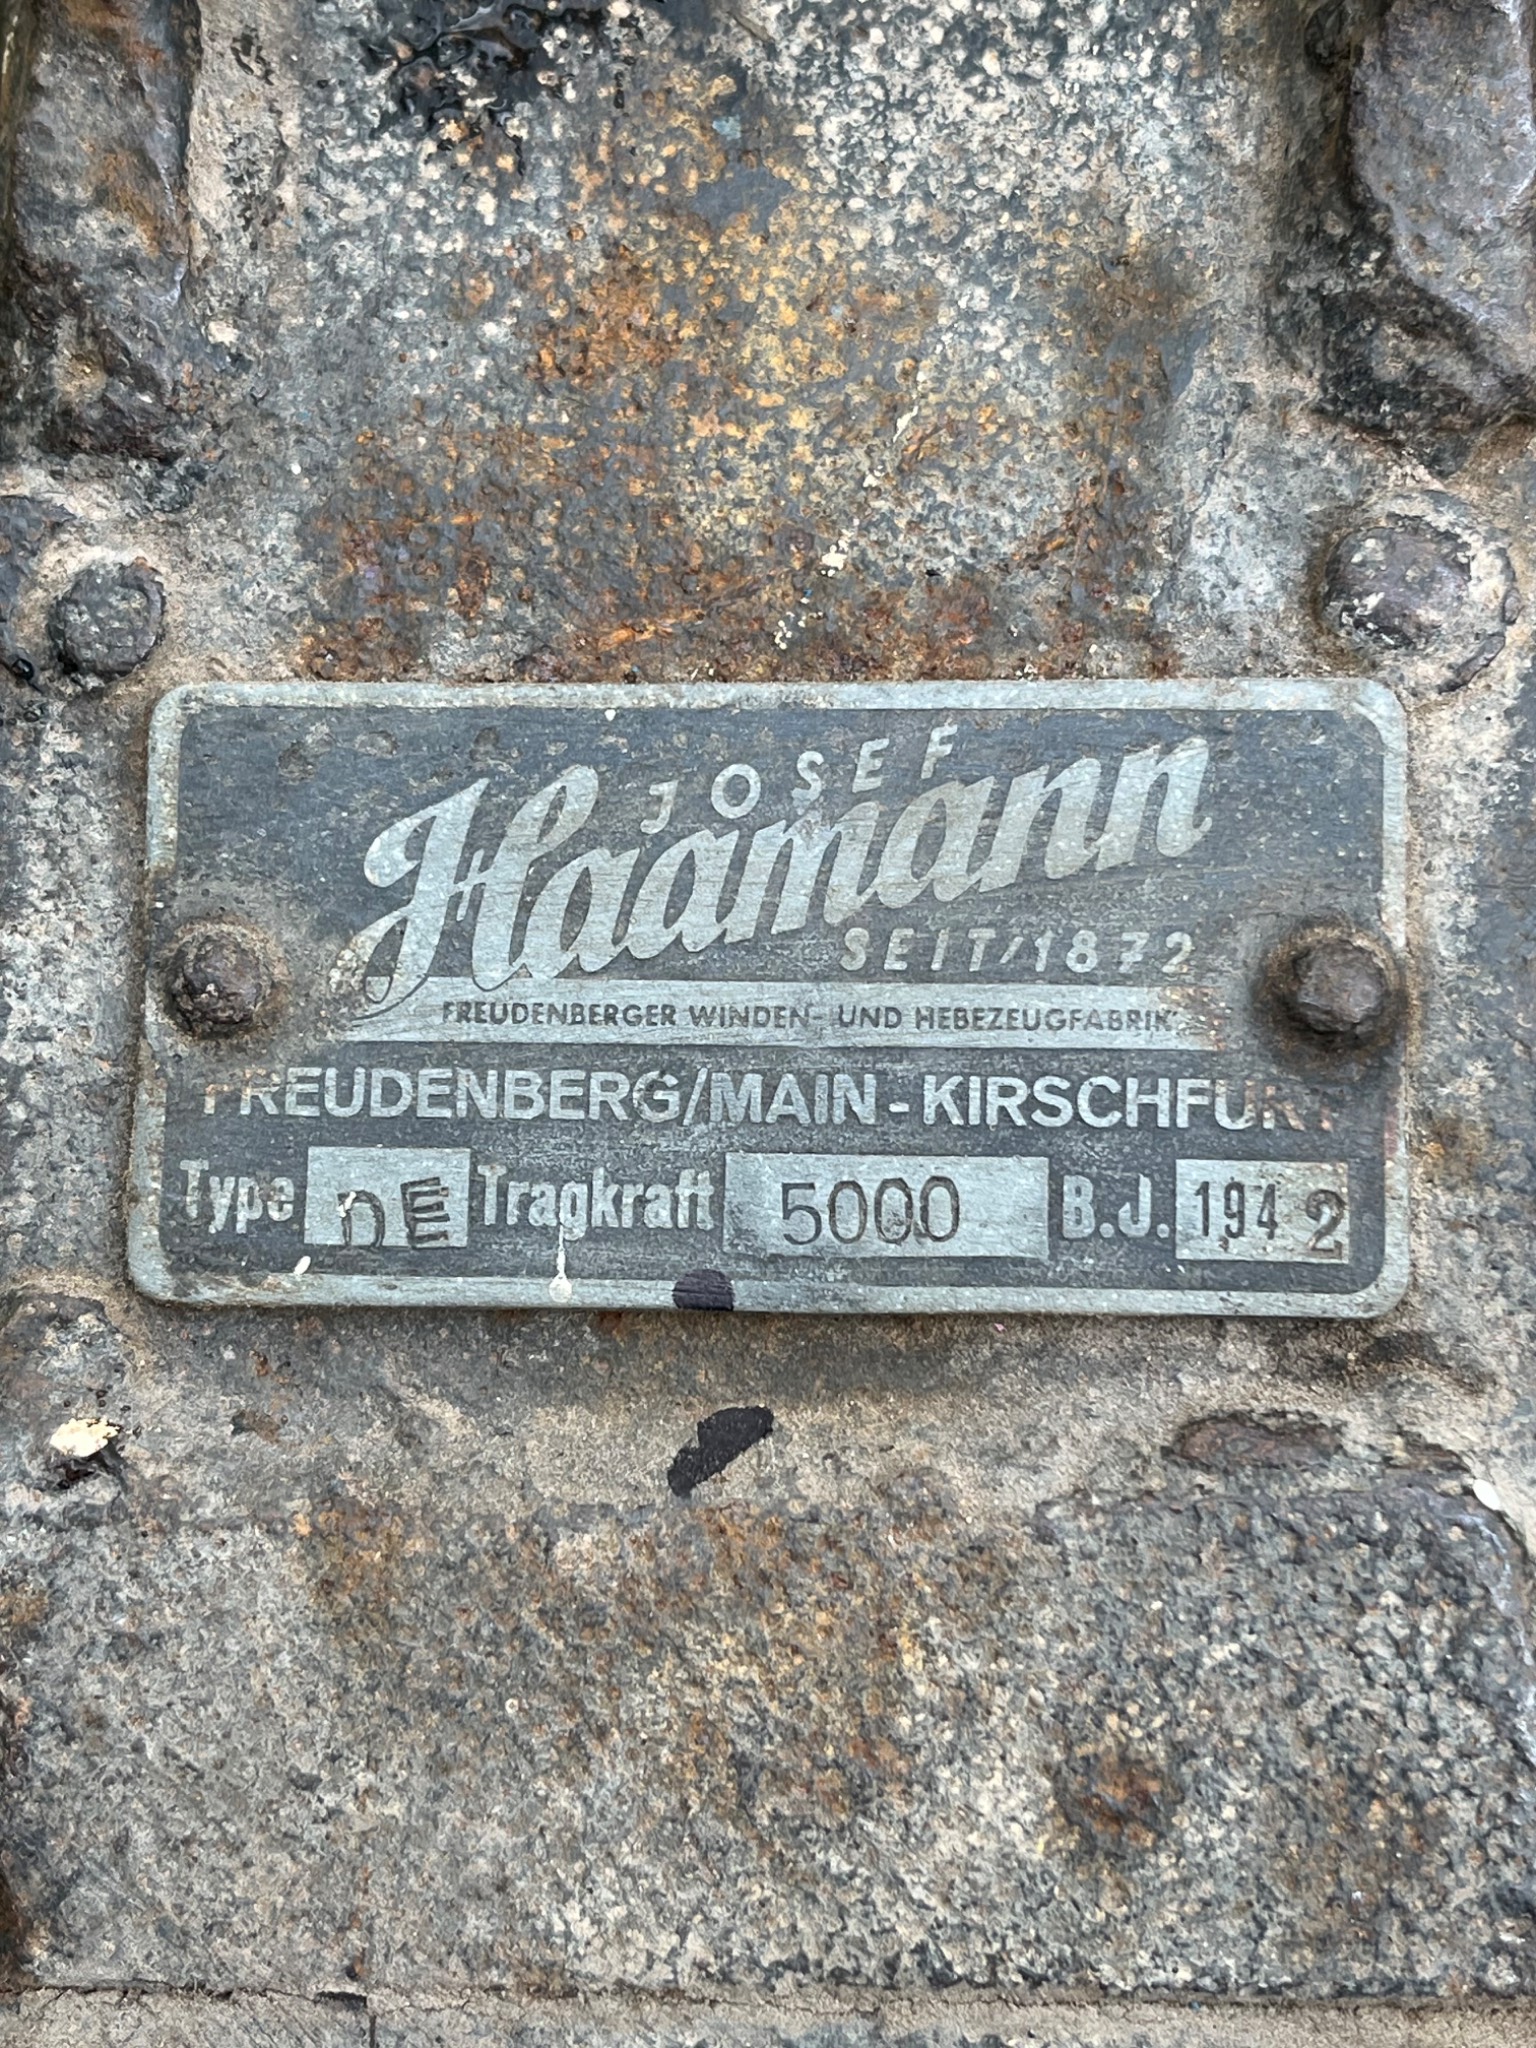 JOSEF
Haamann
SEIT/1872
FREUDENBERGER WINDEN- UND HEBEZEUGFABRIK
FREUDENBERG/MAIN - KIRSCHFURT
Type DE Tragkraft 5000 B.J. 1942